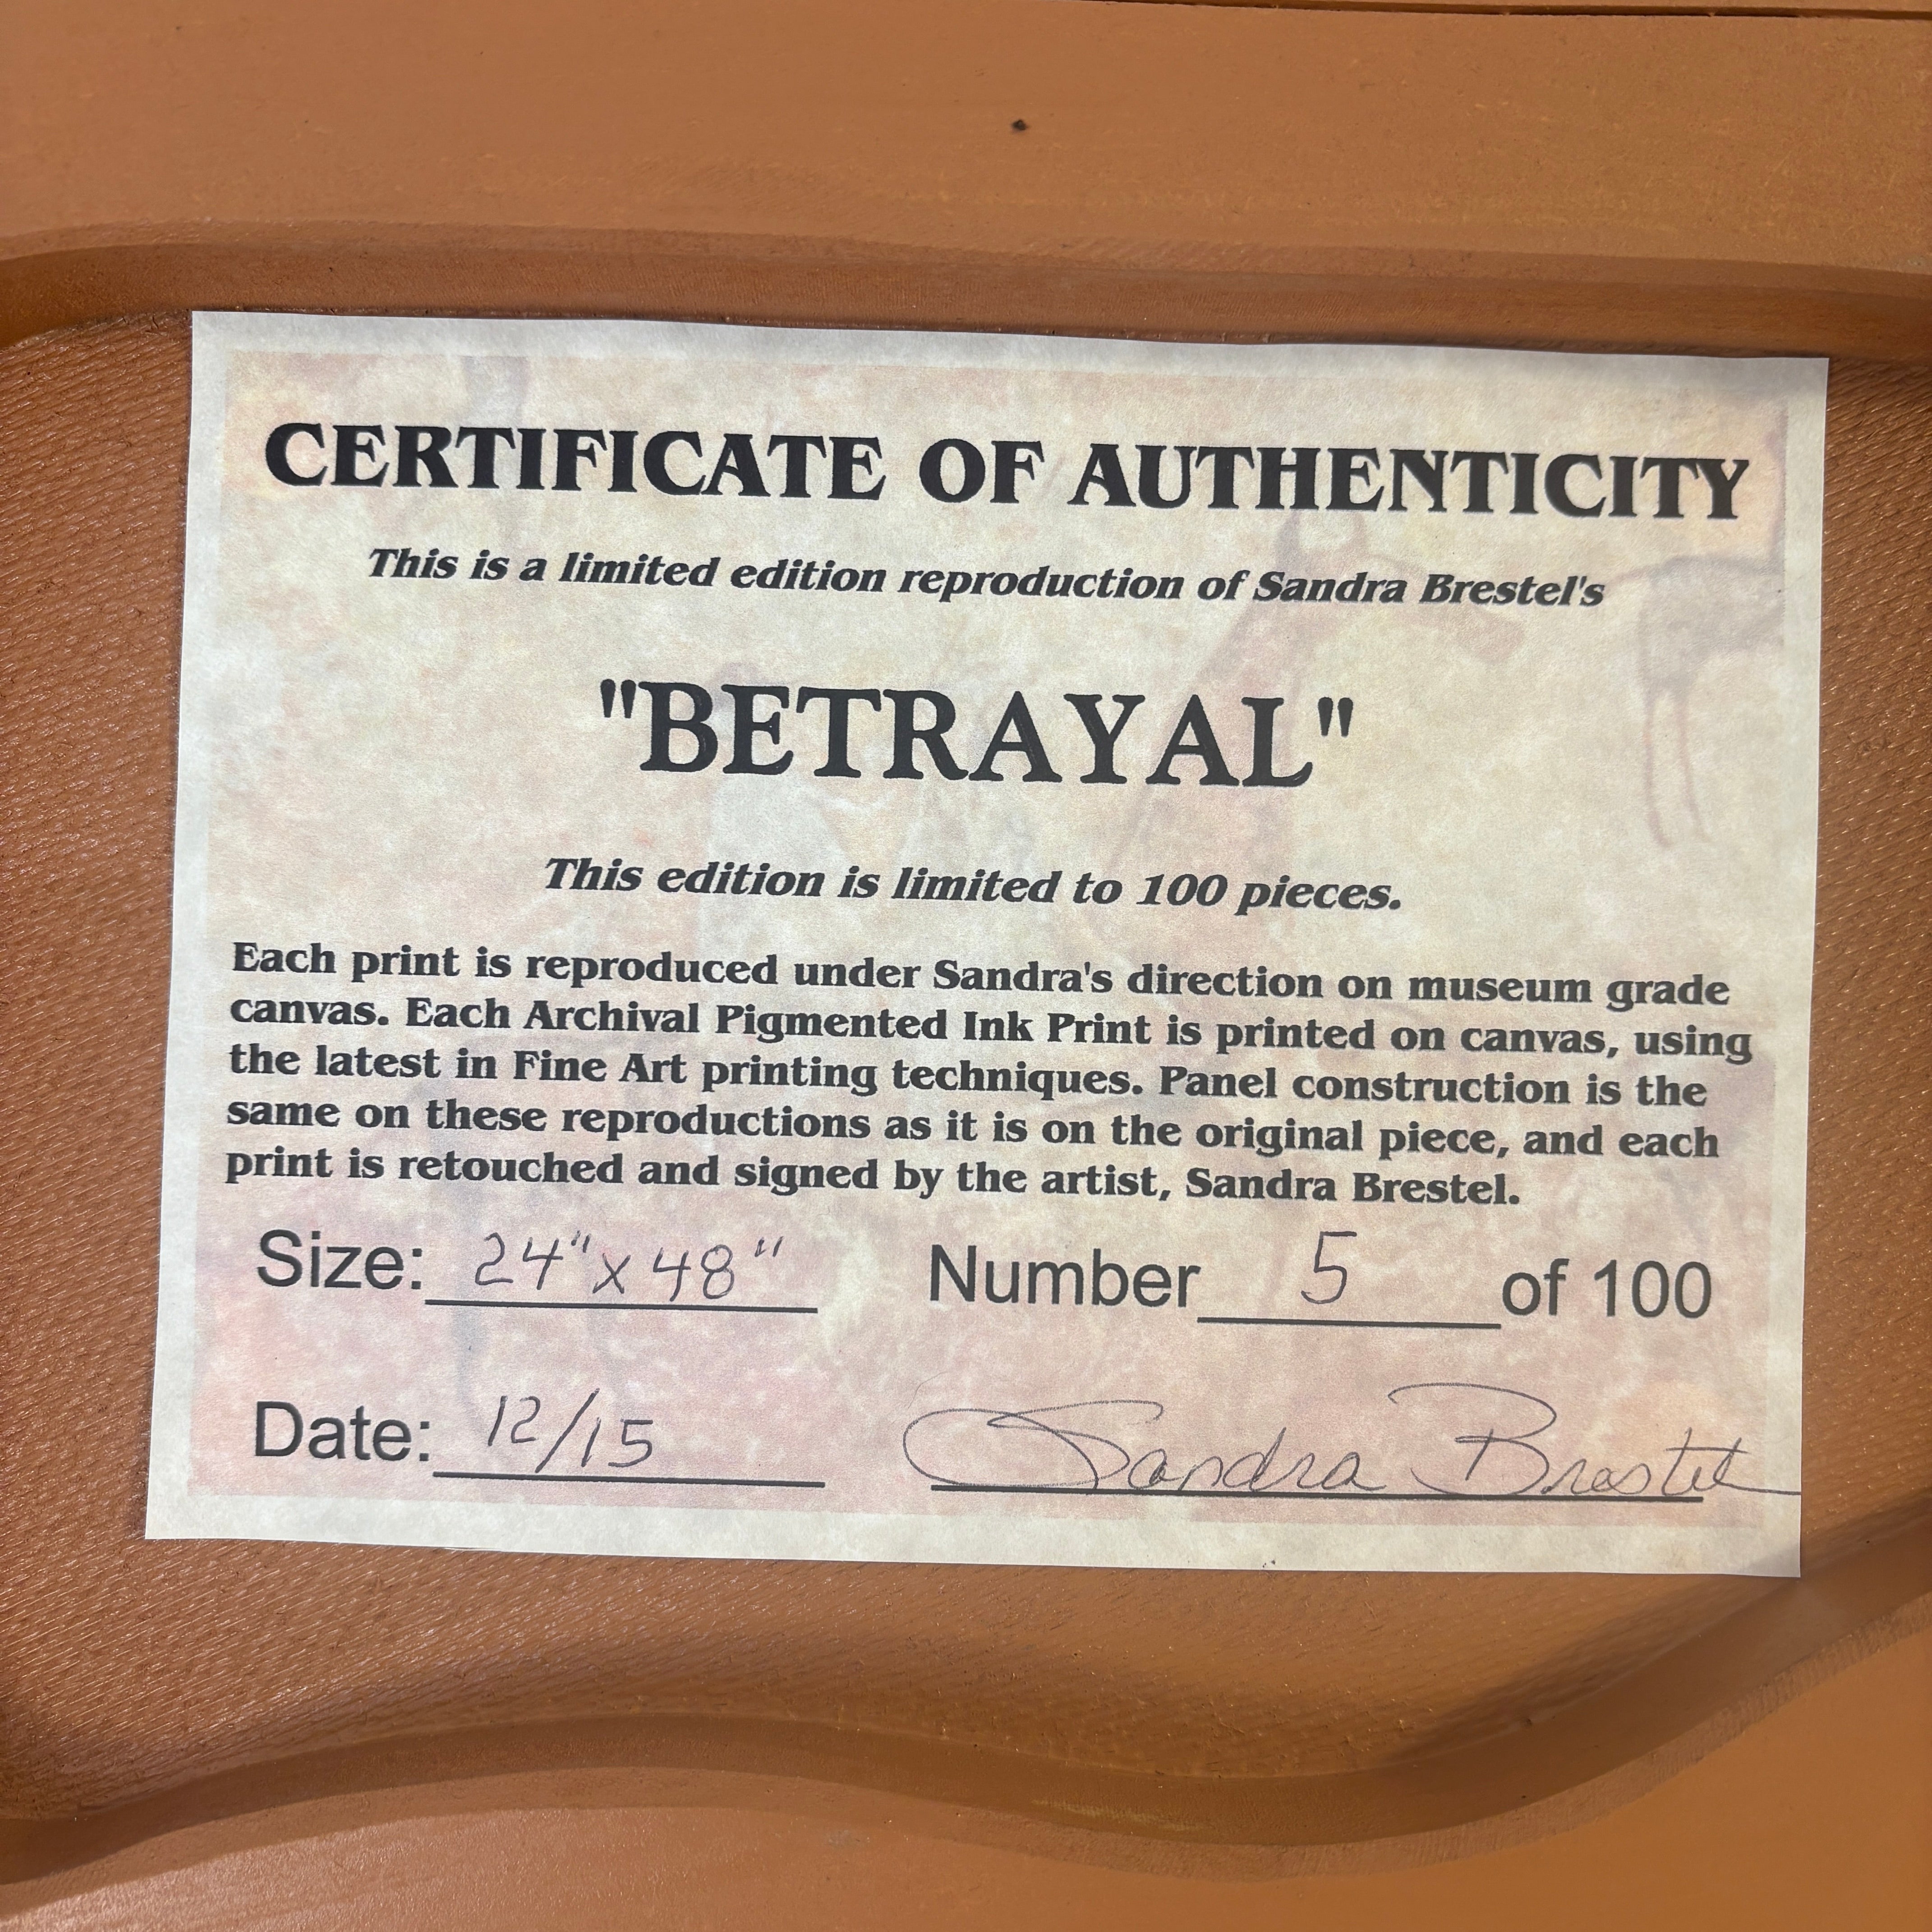 CERTIFICATE OF AUTHENTICITY
This is a limited edition reproduction of Sandra Brestel's
"BETRAYAL"
This edition is limited to 100 pieces.
Each print is reproduced under Sandra's direction on museum grade
canvas. Each Archival Pigmented Ink Print is printed on canvas, using
the latest in Fine Art printing techniques. Panel construction is the
same on these reproductions as it is on the original piece, and each
print is retouched and signed by the artist, Sandra Brestel.
Size: 24" x 48" Number 5 of 100
Date: 12/15 Sandra Brestel